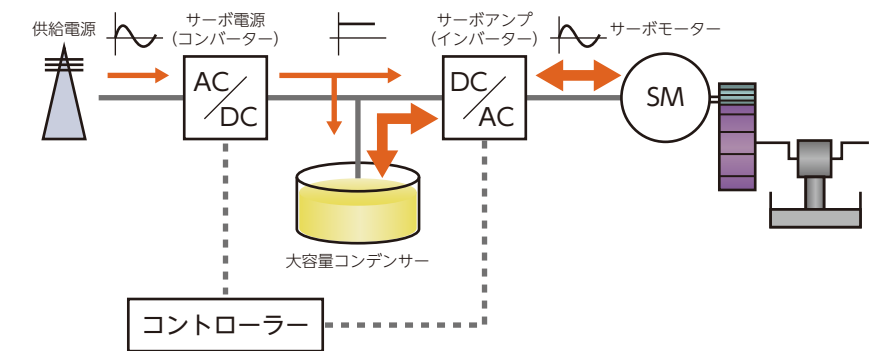 供給電源
サーボ電源
(コンバーター)
サーボアンプ
(インバーター)
サーボモーター
AC/DC
DC/AC
SM
大容量コンデンサー
コントローラー